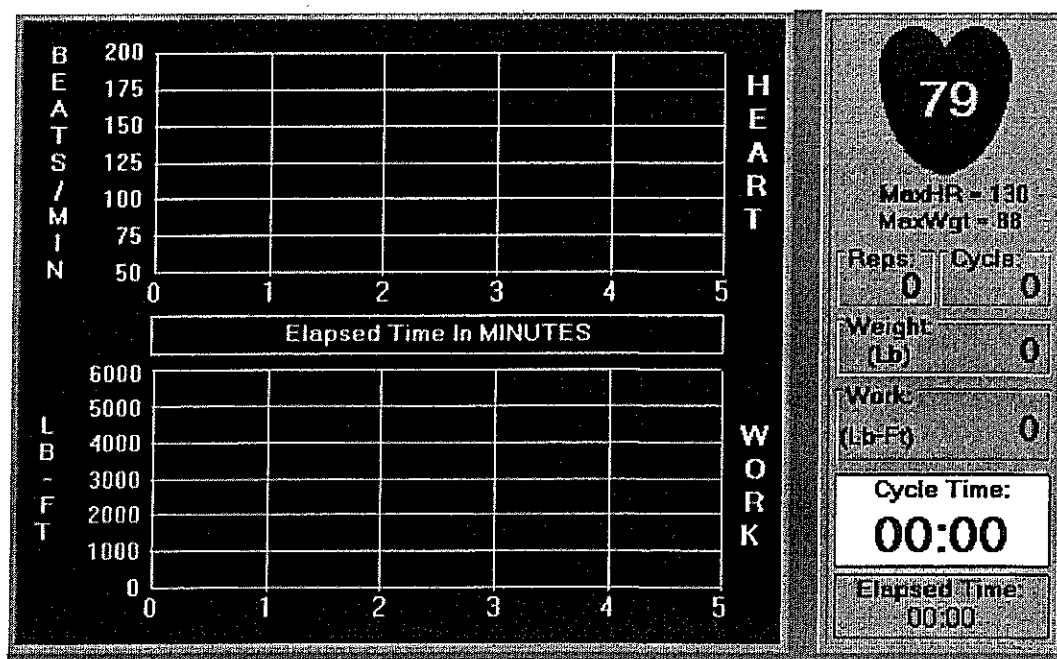 BEATS/MIN
200
175
150
125
100
75
50
0 1 2 3 4 5
HEART
Elapsed Time In MINUTES
LB-FT
6000
5000
4000
3000
2000
1000
0
0 1 2 3 4 5
WORK
79
MaxHR = 130
MaxWgt = 88
Reps: Cycle:
0 0
Weight:
(Lb) 0
Work:
(Lb-Ft) 0
Cycle Time:
00:00
Elapsed Time:
00:00